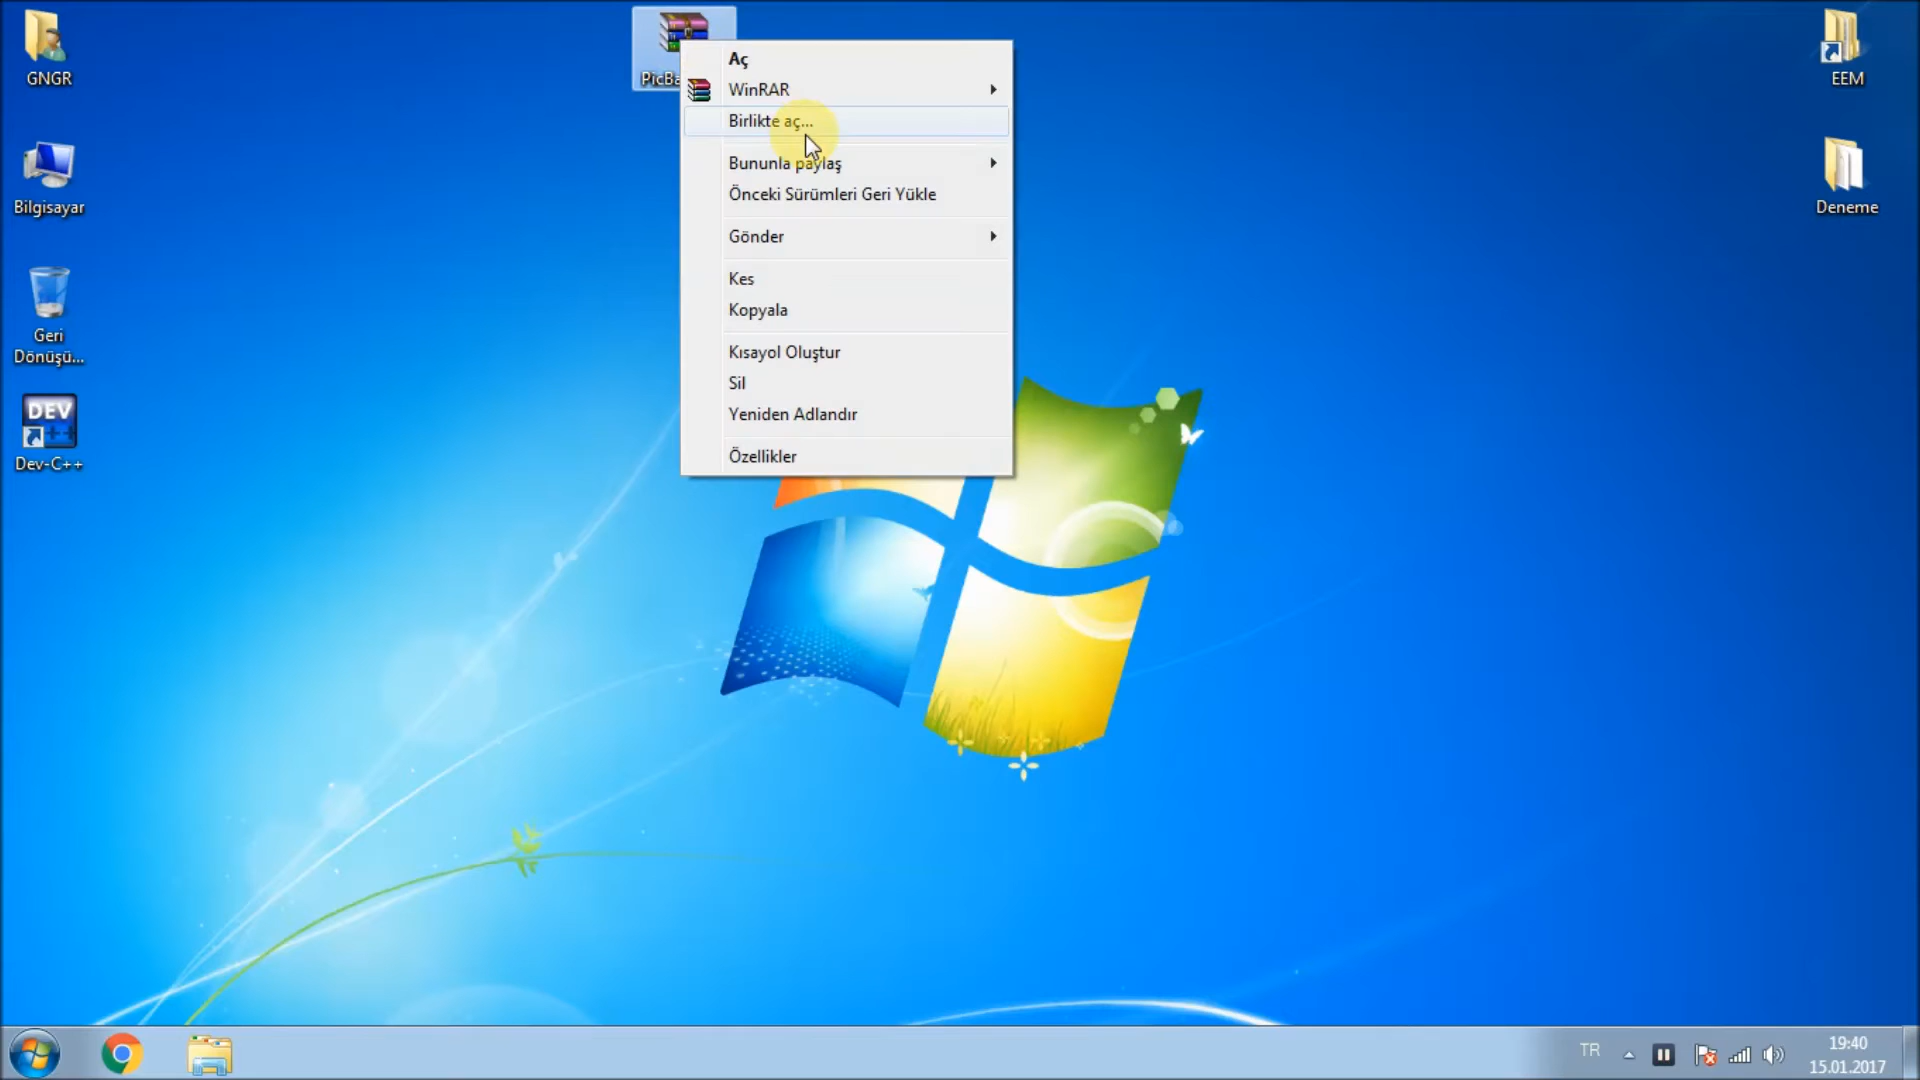 GNGR
Bilgisayar
Geri
Dönüşü...
DEV
++
Dev-C++
Aç
WinRAR
Birlikte aç...
Bununla paylaş
Önceki Sürümleri Geri Yükle
Gönder
Kes
Kopyala
Kısayol Oluştur
Sil
Yeniden Adlandır
Özellikler
EEM
Deneme
TR
19:40
15.01.2017